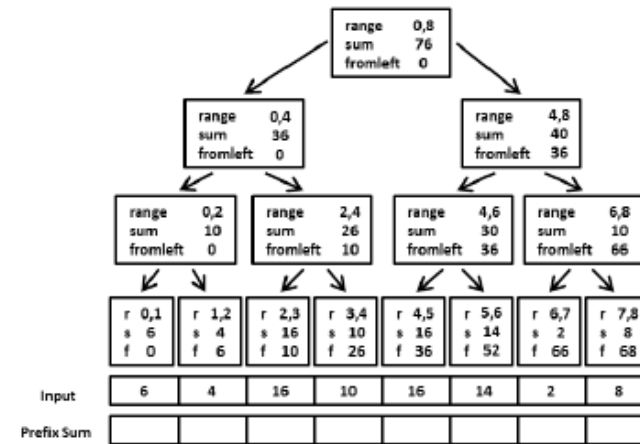 range 0,8
sum 76
fromleft 0
range 0,4
sum 36
fromleft 0
range 4,8
sum 40
fromleft 36
range 0,2
sum 10
fromleft 0
range 2,4
sum 26
fromleft 10
range 4,6
sum 30
fromleft 36
range 6,8
sum 10
fromleft 66
r 0,1
s 6
f 0
r 1,2
s 4
f 6
r 2,3
s 16
f 10
r 3,4
s 10
f 26
r 4,5
s 16
f 36
r 5,6
s 14
f 52
r 6,7
s 2
f 66
r 7,8
s 8
f 68
Input 6 4 16 10 16 14 2 8
Prefix Sum